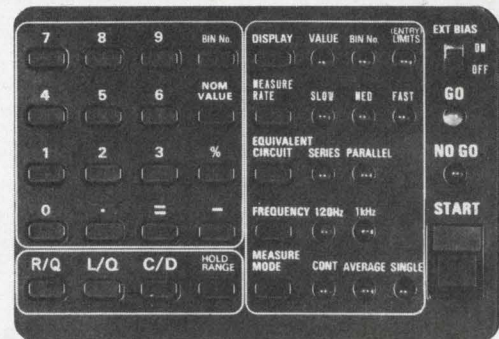 7 8 9 BIN No.
4 5 6 NOM VALUE
1 2 3 %
0 . = −
R/Q L/Q C/D HOLD RANGE
DISPLAY VALUE BIN No. (ENTRY) LIMITS
MEASURE RATE SLOW MED FAST
EQUIVALENT CIRCUIT SERIES PARALLEL
FREQUENCY 120Hz 1kHz
MEASURE MODE CONT AVERAGE SINGLE
EXT BIAS
ON
OFF
GO
NO GO
START